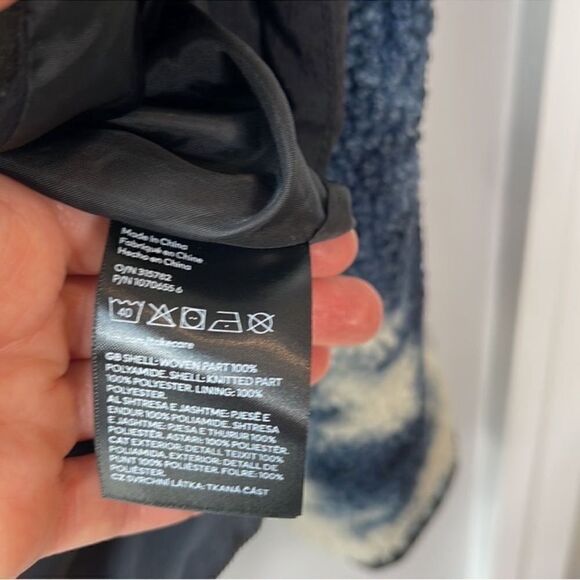 Made in China
Fabriqué en Chine
Hecho en China
O/N 315782
P/N 1070655.6
40
hm.com/takecare
GB SHELL: WOVEN PART 100%
POLYAMIDE. SHELL: KNITTED PART
100% POLYESTER. LINING: 100%
POLYESTER.
AL SHTRESA E JASHTME: PJESË E
ENDUR 100% POLIAMIDE. SHTRESA
E JASHTME: PJESA E THURUR 100%
POLIESTËR. ASTARI: 100% POLIESTËR.
CAT EXTERIOR: DETALL TEIXIT 100%
POLIAMIDA. EXTERIOR: DETALL DE
PUNT 100% POLIÈSTER. FOLRE: 100%
POLIÈSTER.
CZ SVRCHNÍ LÁTKA: TKANÁ ČÁST